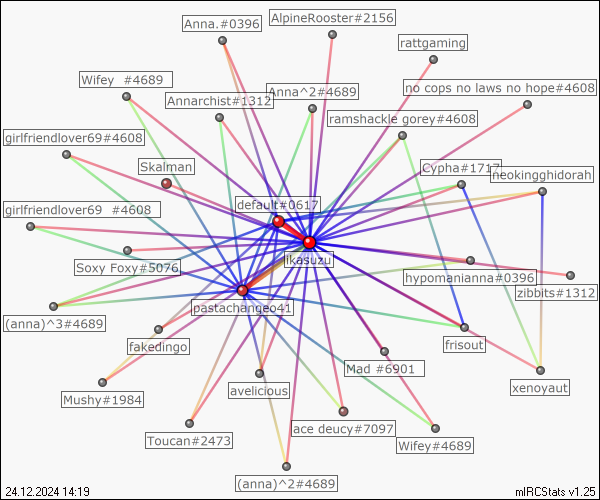 AlpineRooster#2156
Anna.#0396
rattgaming
Wifey  #4689
no cops no laws no hope#4608
Anna^2#4689
Annarchist#1312
ramshackle gorey#4608
girlfriendlover69#4608
Skalman
Cypha#1717
neokingghidorah
default#0617
girlfriendlover69  #4608
ikasuzu
Soxy Foxy#5076
hypomanianna#0396
zibbits#1312
pastachangeo41
(anna)^3#4689
fakedingo
frisout
Mad #6901
xenoyaut
avelicious
Mushy#1984
ace deucy#7097
Toucan#2473
Wifey#4689
(anna)^2#4689
24.12.2024 14:19
mIRCStats v1.25